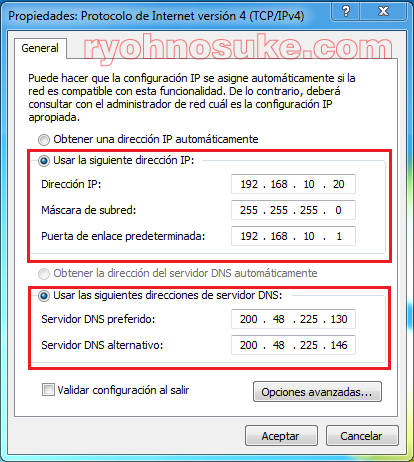 Propiedades: Protocolo de Internet versión 4 (TCP/IPv4)
General
ryohnosuke.com
Puede hacer que la configuración IP se asigne automáticamente si la
red es compatible con esta funcionalidad. De lo contrario, deberá
consultar con el administrador de red cuál es la configuración IP
apropiada.
Obtener una dirección IP automáticamente
Usar la siguiente dirección IP:
Dirección IP: 192 . 168 . 10 . 20
Máscara de subred: 255 . 255 . 255 . 0
Puerta de enlace predeterminada: 192 . 168 . 10 . 1
Obtener la dirección del servidor DNS automáticamente
Usar las siguientes direcciones de servidor DNS:
Servidor DNS preferido: 200 . 48 . 225 . 130
Servidor DNS alternativo: 200 . 48 . 225 . 146
Validar configuración al salir
Opciones avanzadas...
Aceptar
Cancelar